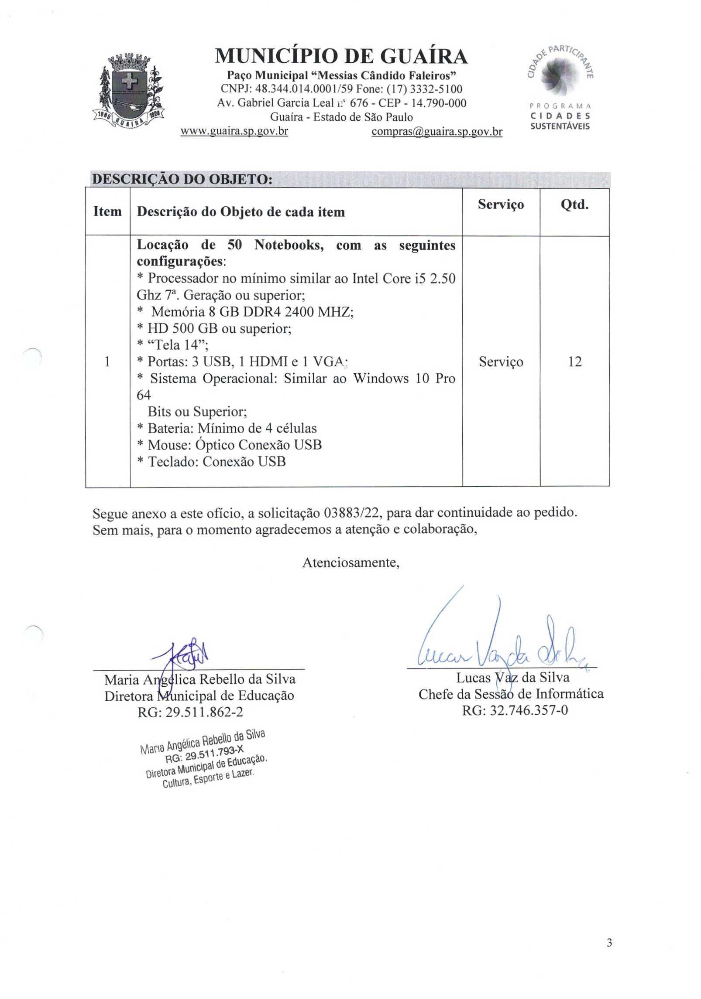 MUNICÍPIO DE GUAÍRA
Paço Municipal “Messias Cândido Faleiros”
CNPJ: 48.344.014.0001/59 Fone: (17) 3332-5100
Av. Gabriel Garcia Leal nº 676 - CEP - 14.790-000
Guaíra - Estado de São Paulo
www.guaira.sp.gov.br compras@guaira.sp.gov.br
1909 GUAIRA 1928
CIDADE PARTICIPANTE
PROGRAMA
CIDADES
SUSTENTÁVEIS
DESCRIÇÃO DO OBJETO:
Item Descrição do Objeto de cada item Serviço Qtd.
Locação de 50 Notebooks, com as seguintes
configurações:
* Processador no mínimo similar ao Intel Core i5 2.50
Ghz 7ª. Geração ou superior;
* Memória 8 GB DDR4 2400 MHZ;
* HD 500 GB ou superior;
* “Tela 14”;
1 * Portas: 3 USB, 1 HDMI e 1 VGA; Serviço 12
* Sistema Operacional: Similar ao Windows 10 Pro
64
Bits ou Superior;
* Bateria: Mínimo de 4 células
* Mouse: Óptico Conexão USB
* Teclado: Conexão USB
Segue anexo a este ofício, a solicitação 03883/22, para dar continuidade ao pedido.
Sem mais, para o momento agradecemos a atenção e colaboração,
Atenciosamente,
Lucas Vaz da Silva
Maria Angélica Rebello da Silva
Diretora Municipal de Educação
RG: 29.511.862-2
Lucas Vaz da Silva
Chefe da Sessão de Informática
RG: 32.746.357-0
Maria Angélica Rebello da Silva
RG: 29.511.793-X
Diretora Municipal de Educação,
Cultura, Esporte e Lazer.
3